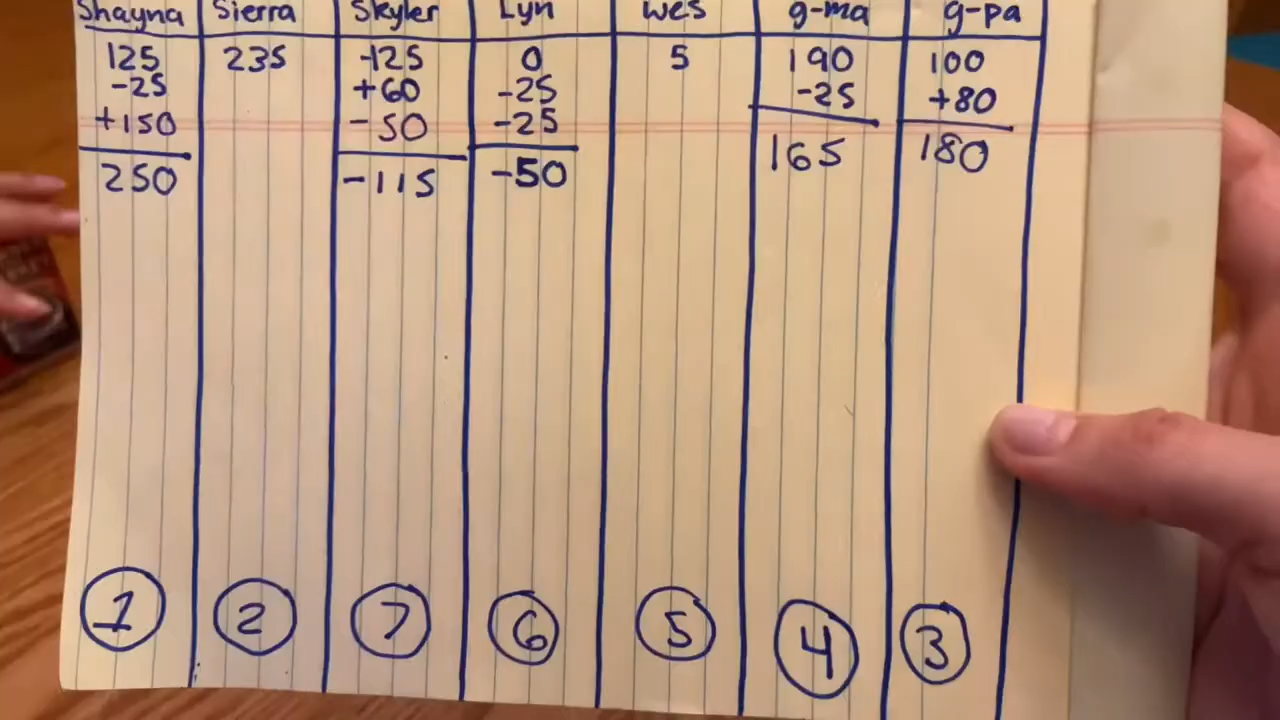 Shayna Sierra Skyler Lyn Wes g-ma g-pa
125 235 -125 0 5 190 100
-25 +60 -25 -25 +80
+150 -50 -25
250 -115 -50 165 180
1 2 7 6 5 4 3